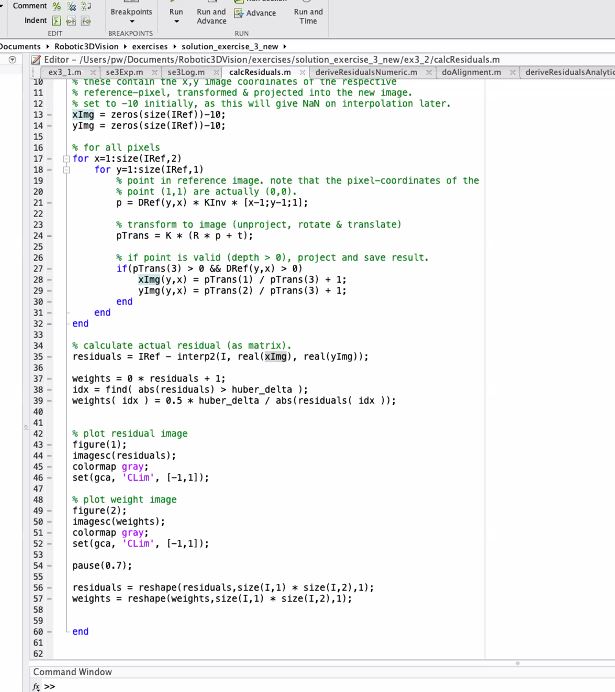 Comment
Indent
EDIT
Breakpoints
BREAKPOINTS
Run
Run and
Advance
Advance
Run and
Time
RUN
Documents Robotic3DVision exercises solution_exercise_3_new
Editor - /Users/pw/Documents/Robotic3DVision/exercises/solution_exercise_3_new/ex3_2/calcResiduals.m
ex3_1.m se3Exp.m se3Log.m calcResiduals.m deriveResidualsNumeric.m doAlignment.m deriveResidualsAnalytic
10 % these contain the x,y image coordinates of the respective
11 % reference-pixel, transformed & projected into the new image.
12 % set to -10 initially, as this will give NaN on interpolation later.
13 - xImg = zeros(size(IRef))-10;
14 - yImg = zeros(size(IRef))-10;
15
16 % for all pixels
17 - for x=1:size(IRef,2)
18 - for y=1:size(IRef,1)
19 % point in reference image. note that the pixel-coordinates of the
20 % point (1,1) are actually (0,0).
21 - p = DRef(y,x) * KInv * [x-1;y-1;1];
22
23 % transform to image (unproject, rotate & translate)
24 - pTrans = K * (R * p + t);
25
26 % if point is valid (depth > 0), project and save result.
27 - if(pTrans(3) > 0 && DRef(y,x) > 0)
28 - xImg(y,x) = pTrans(1) / pTrans(3) + 1;
29 - yImg(y,x) = pTrans(2) / pTrans(3) + 1;
30 - end
31 - end
32 - end
33
34 % calculate actual residual (as matrix).
35 - residuals = IRef - interp2(I, real(xImg), real(yImg));
36
37 - weights = 0 * residuals + 1;
38 - idx = find( abs(residuals) > huber_delta );
39 - weights( idx ) = 0.5 * huber_delta / abs(residuals( idx ));
40
41
42 % plot residual image
43 - figure(1);
44 - imagesc(residuals);
45 - colormap gray;
46 - set(gca, 'CLim', [-1,1]);
47
48 % plot weight image
49 - figure(2);
50 - imagesc(weights);
51 - colormap gray;
52 - set(gca, 'CLim', [-1,1]);
53
54 - pause(0.7);
55
56 - residuals = reshape(residuals,size(I,1) * size(I,2),1);
57 - weights = reshape(weights,size(I,1) * size(I,2),1);
58
59
60 - end
61
62
Command Window
fx >>